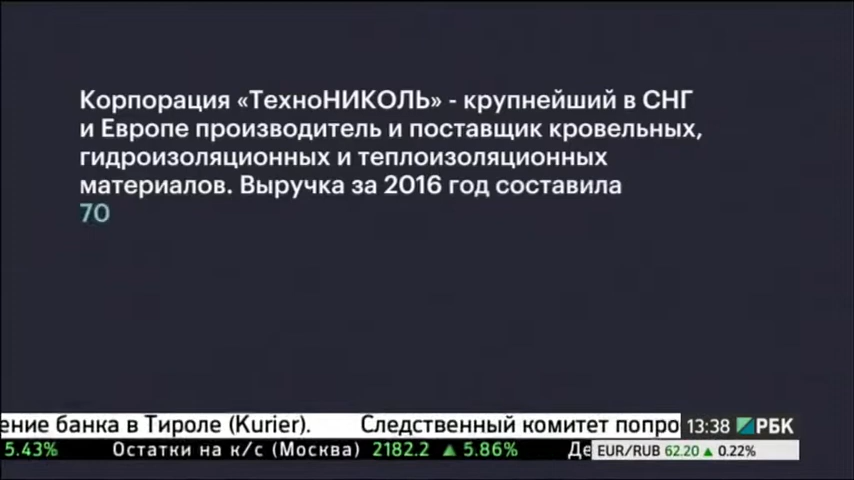 Корпорация «ТехноНИКОЛЬ» - крупнейший в СНГ
и Европе производитель и поставщик кровельных,
гидроизоляционных и теплоизоляционных
материалов. Выручка за 2016 год составила
70
ение банка в Тироле (Kurier). Следственный комитет попро
13:38 РБК
5.43% Остатки на к/с (Москва) 2182.2 ▲ 5.86% Де
EUR/RUB 62.20 ▲ 0.22%